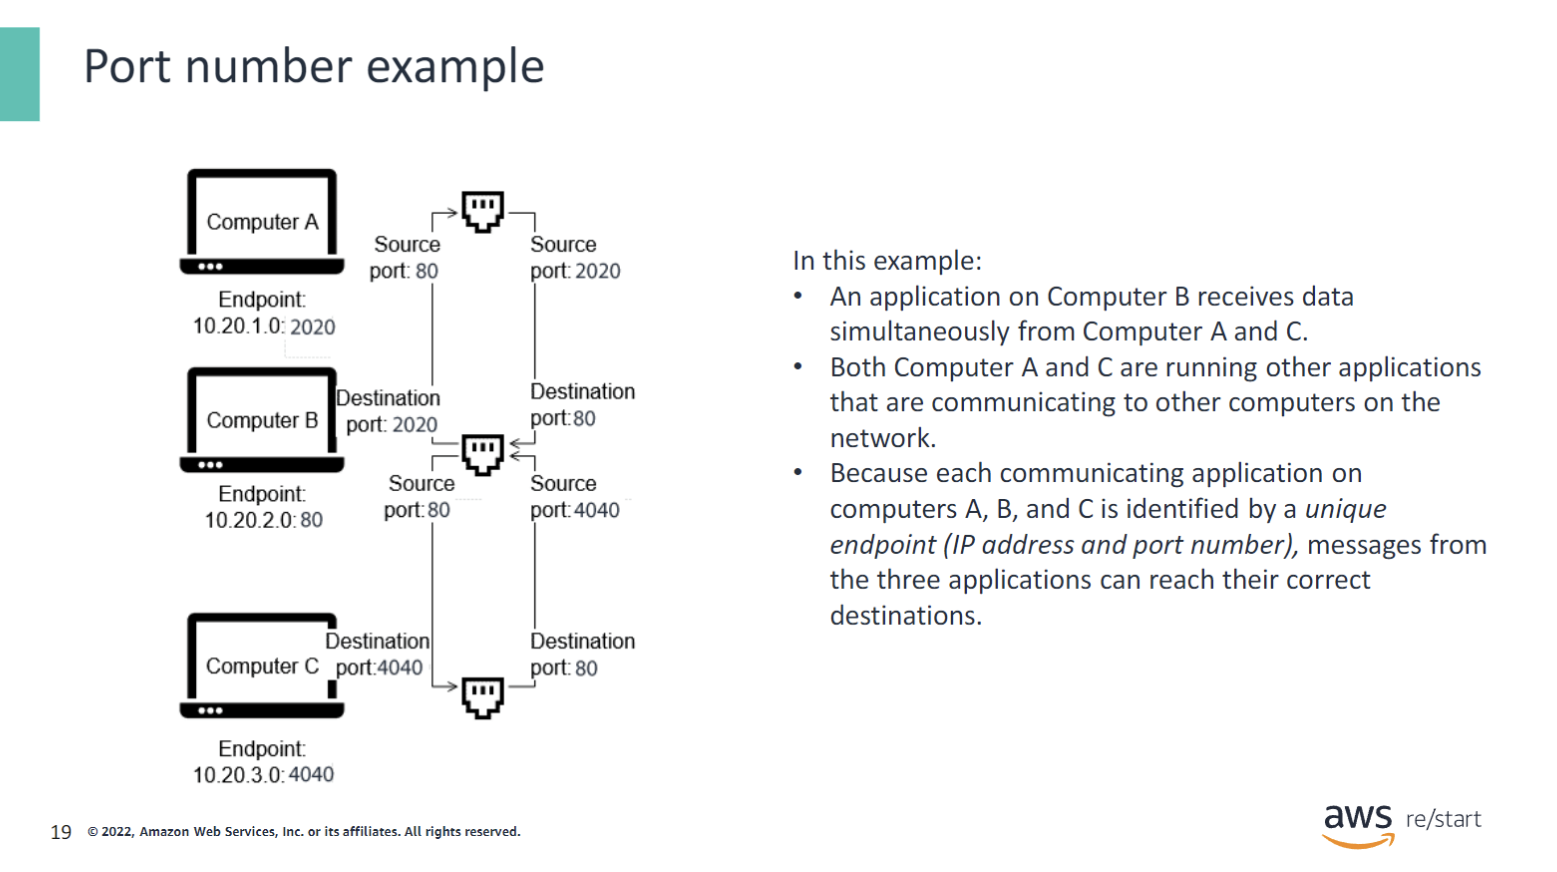 Port number example
Computer A
Endpoint:
10.20.1.0: 2020
Source
port: 80
Source
port: 2020
Computer B
Endpoint:
10.20.2.0: 80
Destination
port: 2020
Destination
port:80
Source
port:80
Source
port:4040
Computer C
Endpoint:
10.20.3.0: 4040
Destination
port:4040
Destination
port: 80
In this example:
• An application on Computer B receives data
simultaneously from Computer A and C.
• Both Computer A and C are running other applications
that are communicating to other computers on the
network.
• Because each communicating application on
computers A, B, and C is identified by a unique
endpoint (IP address and port number), messages from
the three applications can reach their correct
destinations.
19 © 2022, Amazon Web Services, Inc. or its affiliates. All rights reserved.
aws re/start